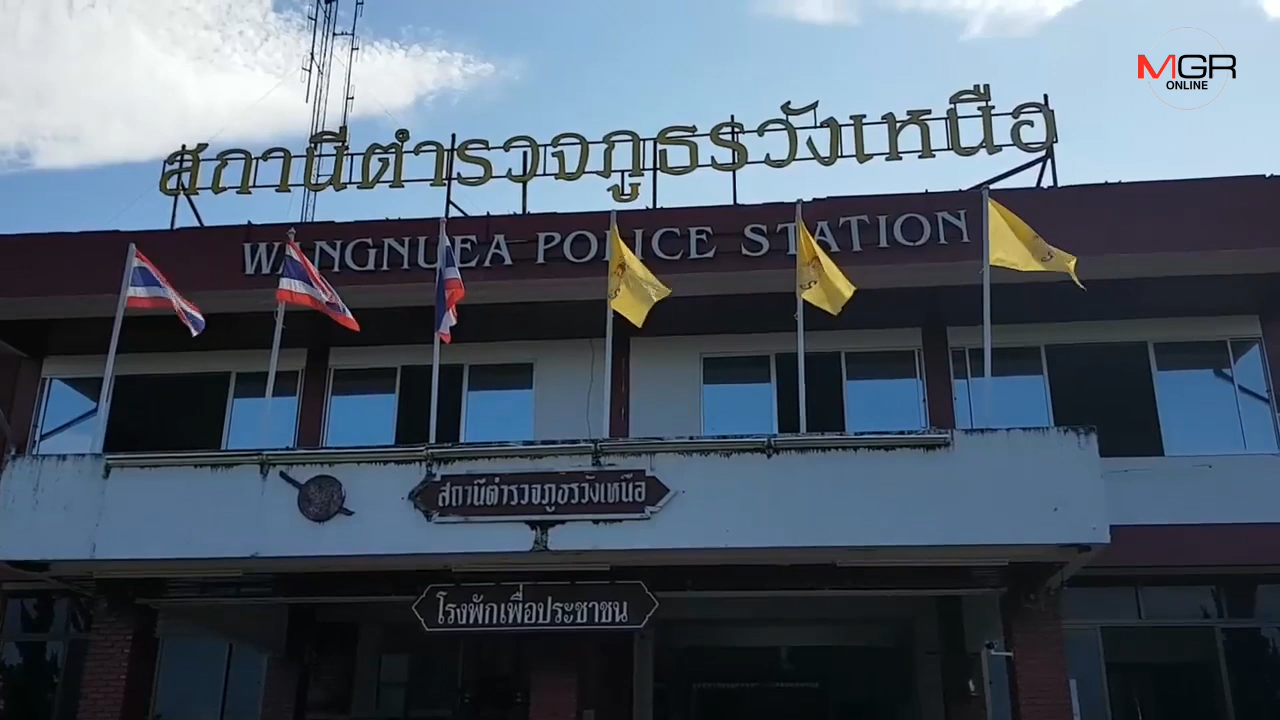 MGR
ONLINE
สถานีตำรวจภูธรวังเหนือ
WANGNUEA POLICE STATION
สถานีตำรวจภูธรวังเหนือ
โรงพักเพื่อประชาชน